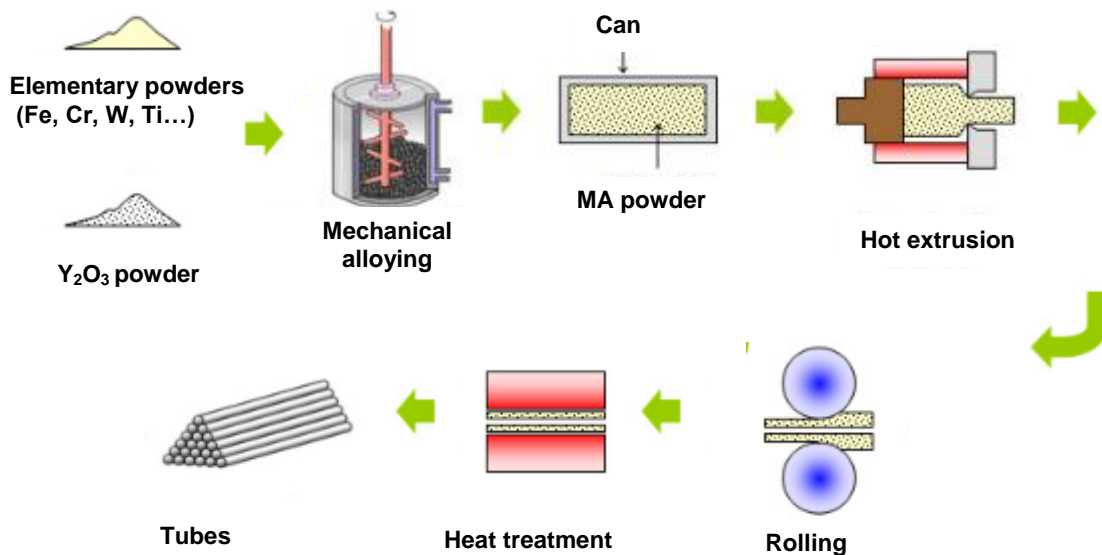 Elementary powders
(Fe, Cr, W, Ti…)
Y₂O₃ powder
Mechanical
alloying
Can
MA powder
Hot extrusion
Tubes
Heat treatment
Rolling